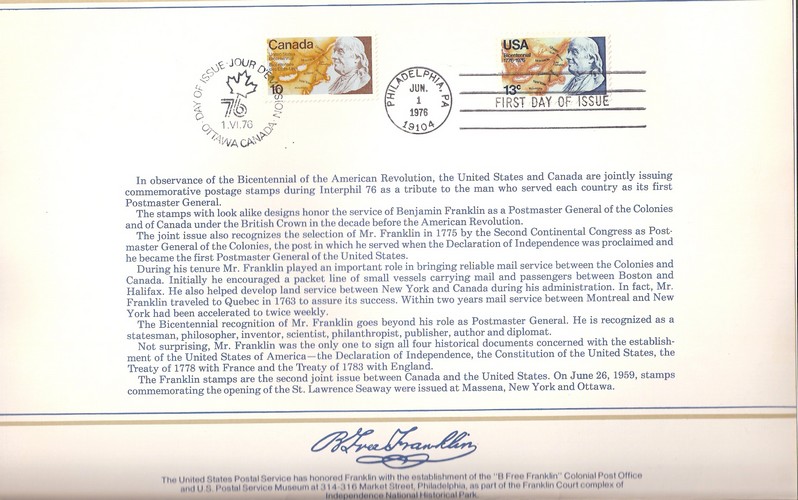 Canada
10
USA
Bicentennial
1776-1976
13c
DAY OF ISSUE · JOUR D'ÉMISSION
76
1.VI.76
OTTAWA CANADA
PHILADELPHIA, PA
JUN.
1
1976
19104
FIRST DAY OF ISSUE
In observance of the Bicentennial of the American Revolution, the United States and Canada are jointly issuing
commemorative postage stamps during Interphil 76 as a tribute to the man who served each country as its first
Postmaster General.
The stamps with look alike designs honor the service of Benjamin Franklin as a Postmaster General of the Colonies
and of Canada under the British Crown in the decade before the American Revolution.
The joint issue also recognizes the selection of Mr. Franklin in 1775 by the Second Continental Congress as Post-
master General of the Colonies, the post in which he served when the Declaration of Independence was proclaimed and
he became the first Postmaster General of the United States.
During his tenure Mr. Franklin played an important role in bringing reliable mail service between the Colonies and
Canada. Initially he encouraged a packet line of small vessels carrying mail and passengers between Boston and
Halifax. He also helped develop land service between New York and Canada during his administration. In fact, Mr.
Franklin traveled to Quebec in 1763 to assure its success. Within two years mail service between Montreal and New
York had been accelerated to twice weekly.
The Bicentennial recognition of Mr. Franklin goes beyond his role as Postmaster General. He is recognized as a
statesman, philosopher, inventor, scientist, philanthropist, publisher, author and diplomat.
Not surprising, Mr. Franklin was the only one to sign all four historical documents concerned with the establish-
ment of the United States of America—the Declaration of Independence, the Constitution of the United States, the
Treaty of 1778 with France and the Treaty of 1783 with England.
The Franklin stamps are the second joint issue between Canada and the United States. On June 26, 1959, stamps
commemorating the opening of the St. Lawrence Seaway were issued at Massena, New York and Ottawa.
B Free Franklin
The United States Postal Service has honored Franklin with the establishment of the "B Free Franklin" Colonial Post Office
and U.S. Postal Service Museum at 314-316 Market Street, Philadelphia, as part of the Franklin Court complex of
Independence National Historical Park.